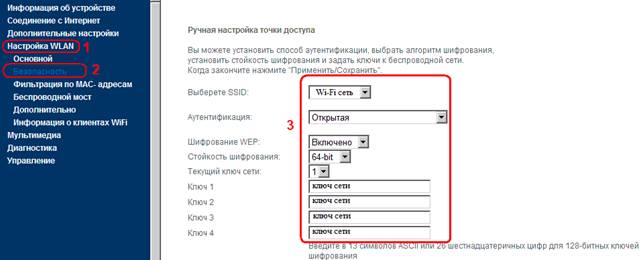 Информация об устройстве
Соединение с Интернет
Дополнительные настройки
Настройка WLAN 1
Основной
Безопасность 2
Фильтрация по МАС- адресам
Беспроводной мост
Дополнительно
Информация о клиентах WiFi
Мультимедиа
Диагностика
Управление
Ручная настройка точки доступа
Вы можете установить способ аутентификации, выбрать алгоритм шифрования,
установить стойкость шифрования и задать ключи к беспроводной сети.
Когда закончите нажмите "Применить/Сохранить".
3
Выберете SSID: Wi-Fi сеть
Аутентификация: Открытая
Шифрование WEP: Включено
Стойкость шифрования: 64-bit
Текущий ключ сети: 1
Ключ 1 ключ сети
Ключ 2 ключ сети
Ключ 3 ключ сети
Ключ 4 ключ сети
Введите в 13 символов ASCII или 26 шестнадцатеричных цифр для 128-битных ключей
шифрования